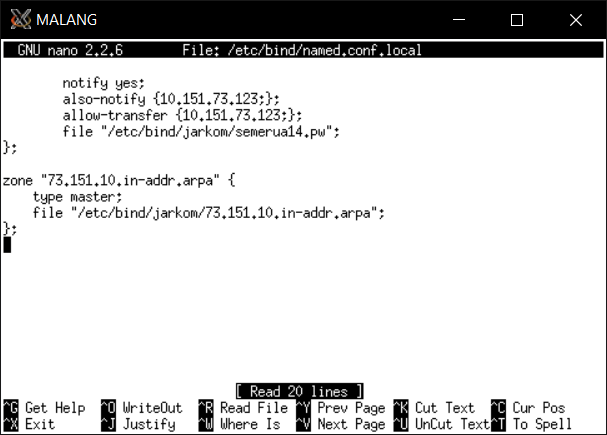 MALANG
GNU nano 2.2.6 File: /etc/bind/named.conf.local
notify yes;
also-notify {10.151.73.123;};
allow-transfer {10.151.73.123;};
file "/etc/bind/jarkom/semerua14.pw";
};
zone "73.151.10.in-addr.arpa" {
type master;
file "/etc/bind/jarkom/73.151.10.in-addr.arpa";
};
[ Read 20 lines ]
^G Get Help ^O WriteOut ^R Read File ^Y Prev Page ^K Cut Text ^C Cur Pos
^X Exit ^J Justify ^W Where Is ^V Next Page ^U UnCut Text ^T To Spell